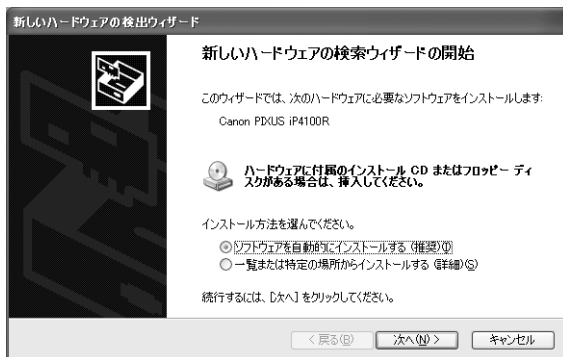 新しいハードウェアの検出ウィザード
新しいハードウェアの検索ウィザードの開始
このウィザードでは、次のハードウェアに必要なソフトウェアをインストールします:
Canon PIXUS iP4100R
ハードウェアに付属のインストール CD またはフロッピー ディ
スクがある場合は、挿入してください。
インストール方法を選んでください。
ソフトウェアを自動的にインストールする (推奨)(I)
一覧または特定の場所からインストールする (詳細)(S)
続行するには、[次へ] をクリックしてください。
< 戻る(B) 次へ(N) > キャンセル